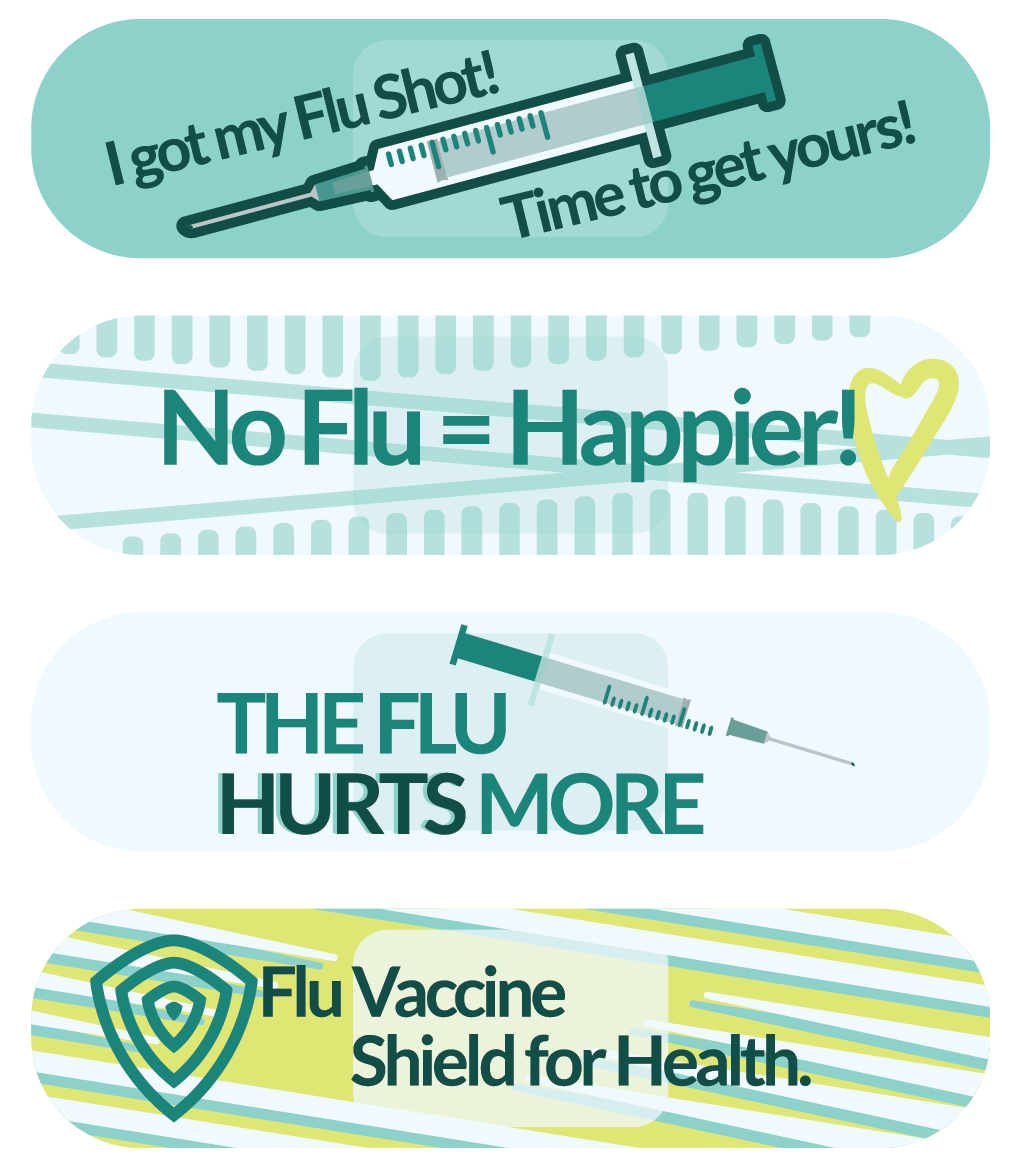 I got my Flu Shot!
Time to get yours!
No Flu = Happier!
THE FLU
HURTS MORE
Flu Vaccine
Shield for Health.